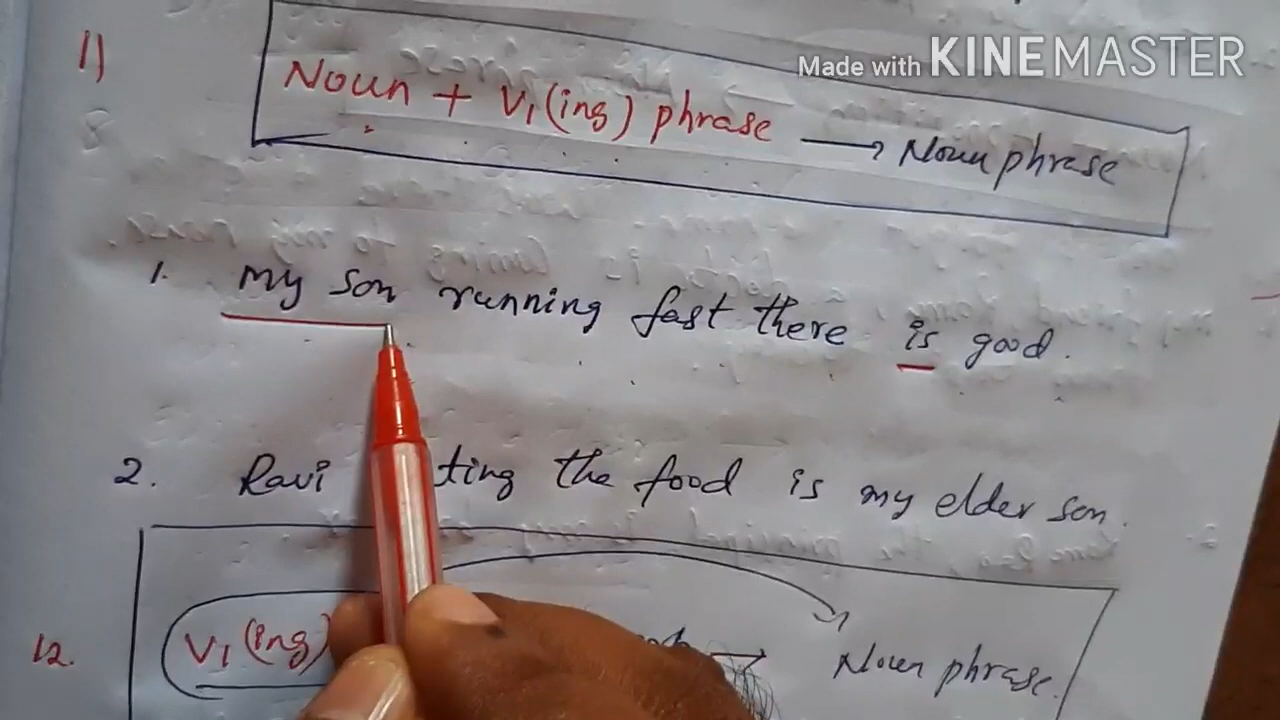 Made with KINEMASTER
11) Noun + V1(ing) phrase → Noun phrase
1. my son running fast there is good.
2. Ravi ting the food is my elder son.
12. V1(ing) → Noun phrase.